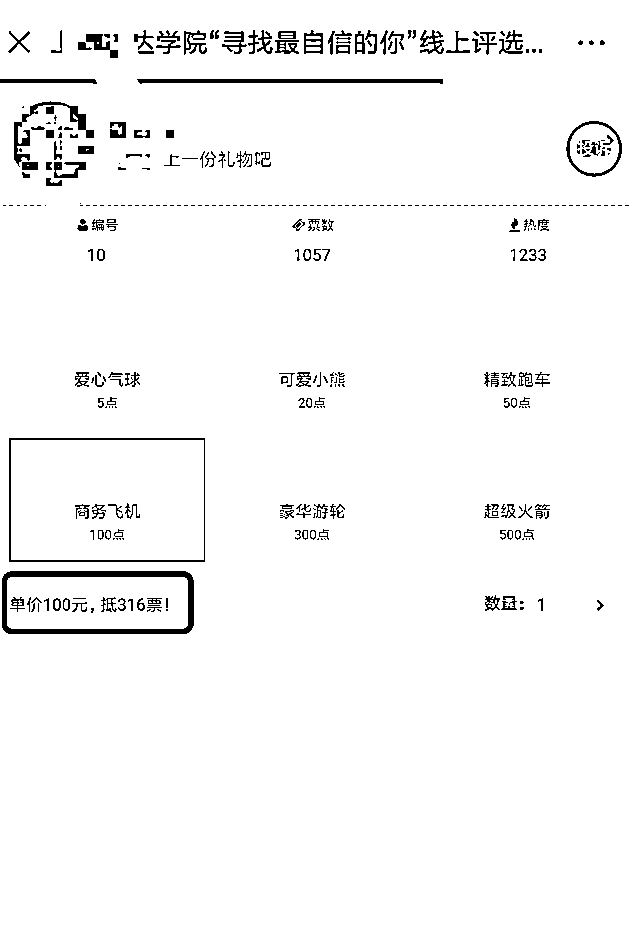 达学院“寻找最自信的你”线上评选...
上一份礼物吧
投诉
编号 票数 热度
10 1057 1233
爱心气球 可爱小熊 精致跑车
5点 20点 50点
商务飞机 豪华游轮 超级火箭
100点 300点 500点
单价100元，抵316票！ 数量： 1